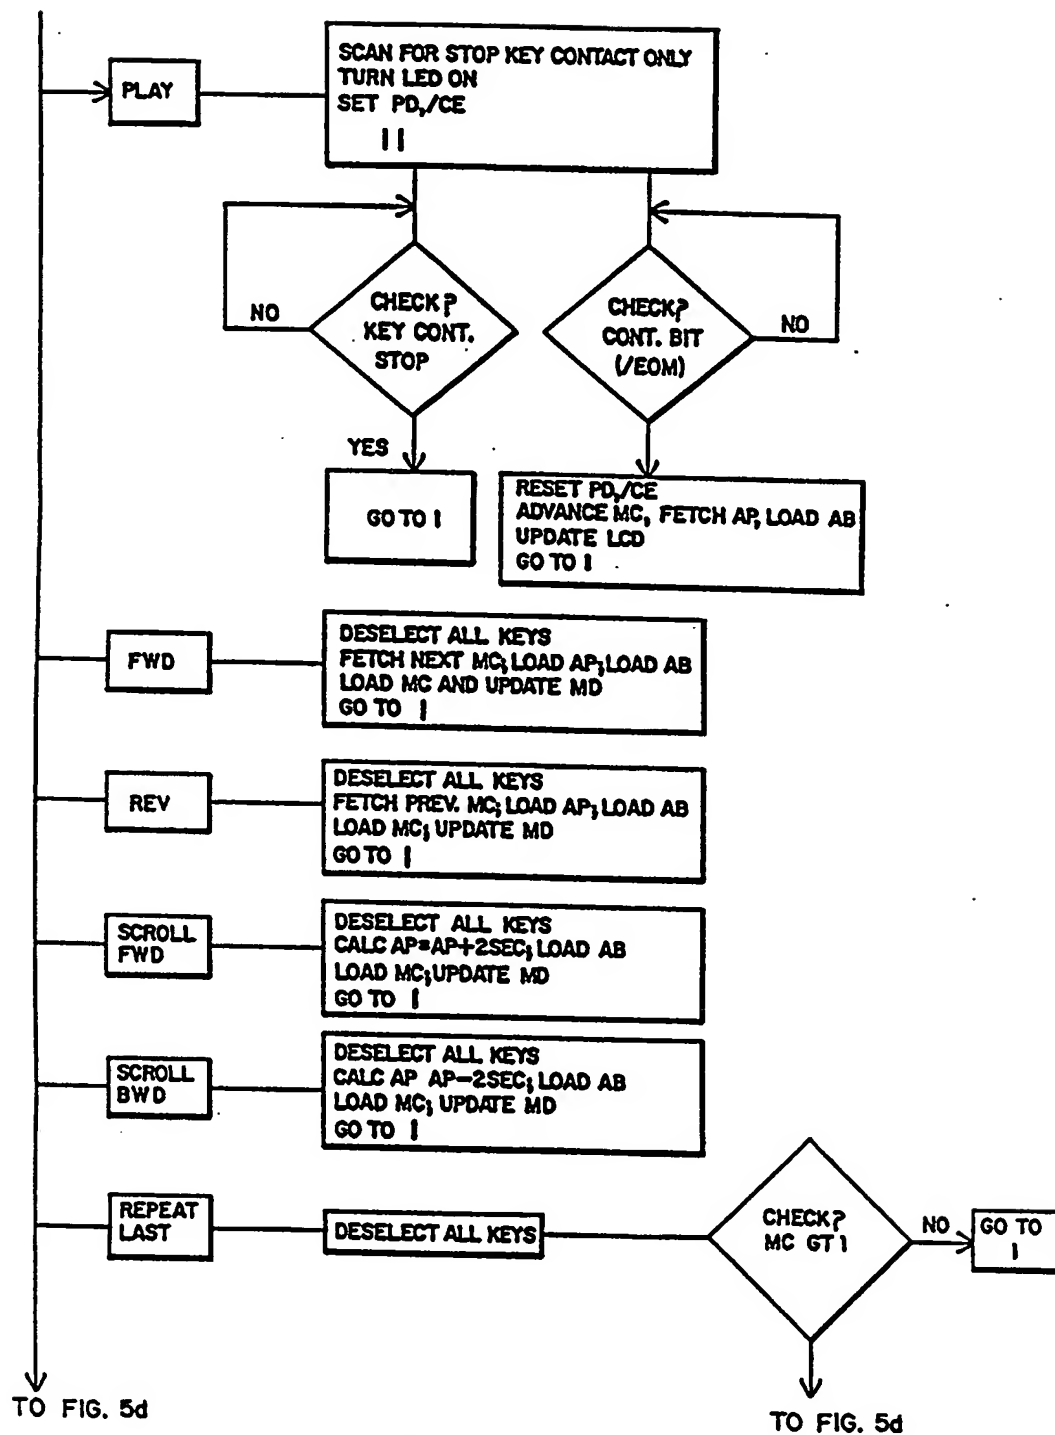 PLAY
SCAN FOR STOP KEY CONTACT ONLY
TURN LED ON
SET PD,/CE
11
CHECK?
KEY CONT.
STOP
NO
YES
GO TO 1
CHECK?
CONT. BIT
(/EOM)
NO
RESET PD,/CE
ADVANCE MC, FETCH AP, LOAD AB
UPDATE LCD
GO TO 1
FWD
DESELECT ALL KEYS
FETCH NEXT MC; LOAD AP; LOAD AB
LOAD MC AND UPDATE MD
GO TO 1
REV
DESELECT ALL KEYS
FETCH PREV. MC; LOAD AP; LOAD AB
LOAD MC; UPDATE MD
GO TO 1
SCROLL
FWD
DESELECT ALL KEYS
CALC AP=AP+2SEC; LOAD AB
LOAD MC; UPDATE MD
GO TO 1
SCROLL
BWD
DESELECT ALL KEYS
CALC AP AP-2SEC; LOAD AB
LOAD MC; UPDATE MD
GO TO 1
REPEAT
LAST
DESELECT ALL KEYS
CHECK?
MC GT 1
NO
GO TO
1
TO FIG. 5d
TO FIG. 5d